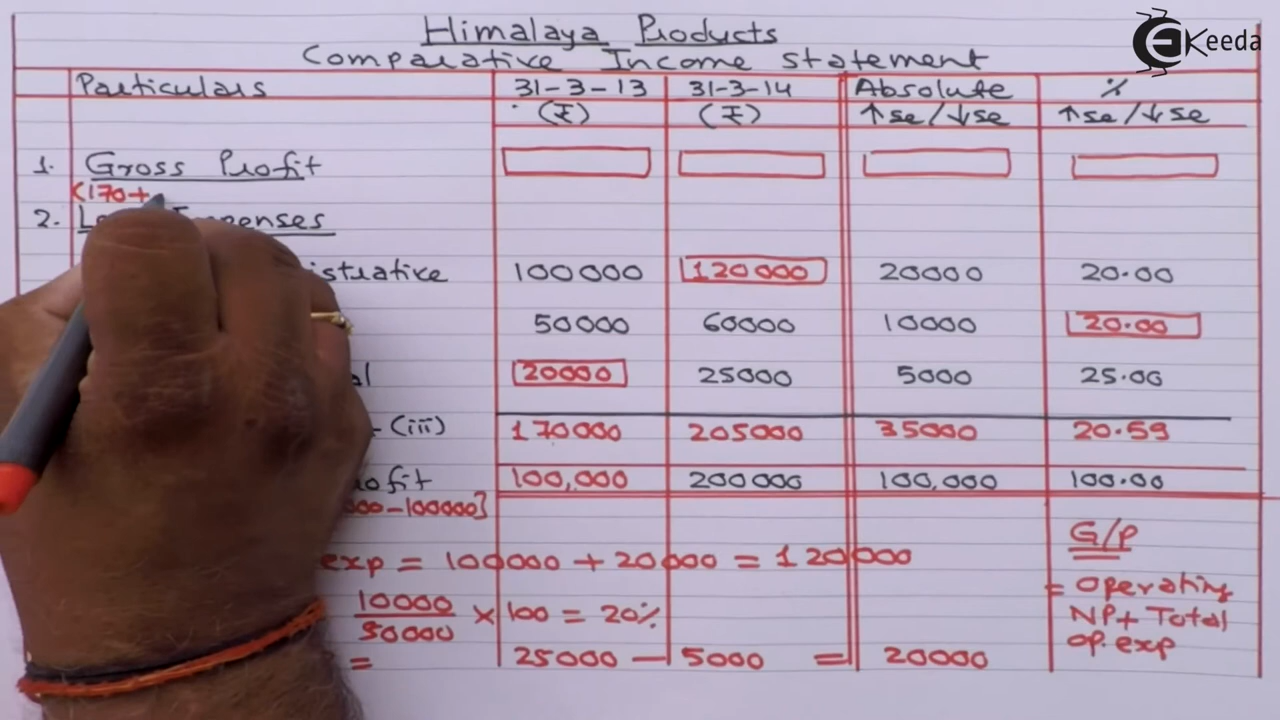 Himalaya Products
Comparative Income Statement
EKeeda
Particulars 31-3-13 31-3-14 Absolute %
(₹) (₹) ↑se/↓se ↑se/↓se
1. Gross Profit
(170+
2.
100000 120000 20000 20.00
50000 60000 10000 20.00
20000 25000 5000 25.00
(iii) 170000 205000 35000 20.59
100,000 200000 100,000 100.00
-100000]
G/P
exp = 100000 + 20000 = 120000
= Operating
10000/50000 × 100 = 20%
NP + Total
op. exp
= 25000 - 5000 = 20000